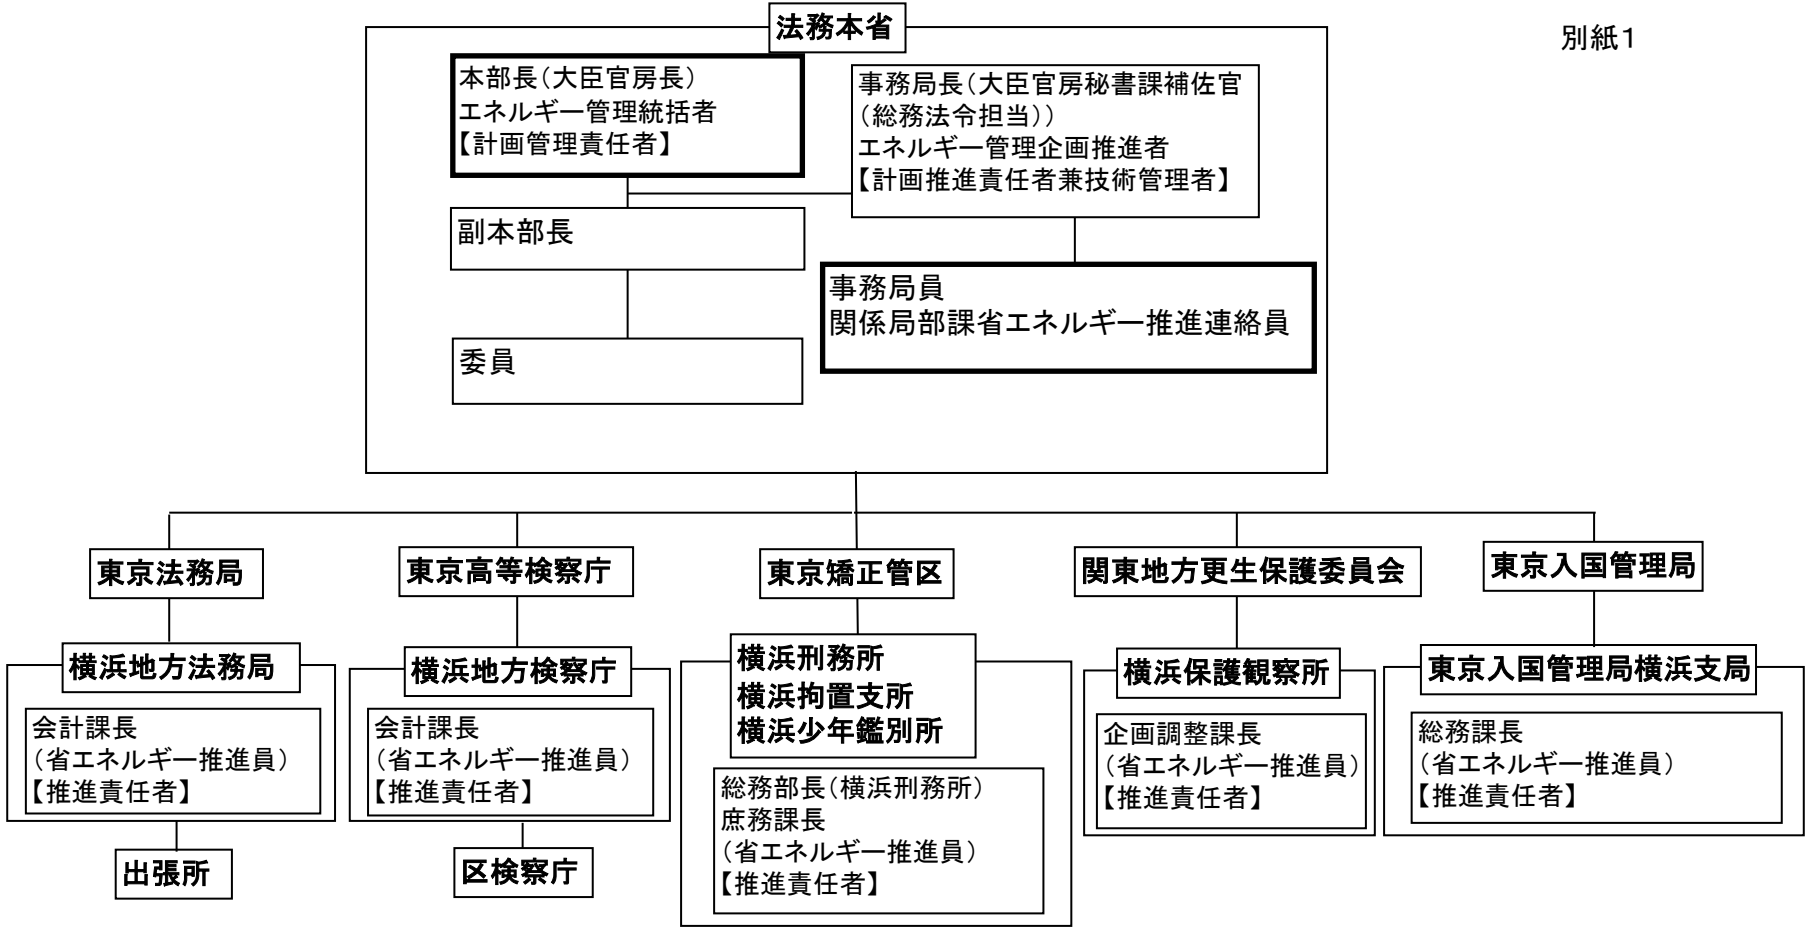 別紙1
法務本省
本部長（大臣官房長）
エネルギー管理統括者
【計画管理責任者】
事務局長（大臣官房秘書課補佐官
（総務法令担当））
エネルギー管理企画推進者
【計画推進責任者兼技術管理者】
副本部長
事務局員
関係局部課省エネルギー推進連絡員
委員
東京法務局
東京高等検察庁
東京矯正管区
関東地方更生保護委員会
東京入国管理局
横浜地方法務局
会計課長
（省エネルギー推進員）
【推進責任者】
出張所
横浜地方検察庁
会計課長
（省エネルギー推進員）
【推進責任者】
区検察庁
横浜刑務所
横浜拘置支所
横浜少年鑑別所
総務部長（横浜刑務所）
庶務課長
（省エネルギー推進員）
【推進責任者】
横浜保護観察所
企画調整課長
（省エネルギー推進員）
【推進責任者】
東京入国管理局横浜支局
総務課長
（省エネルギー推進員）
【推進責任者】